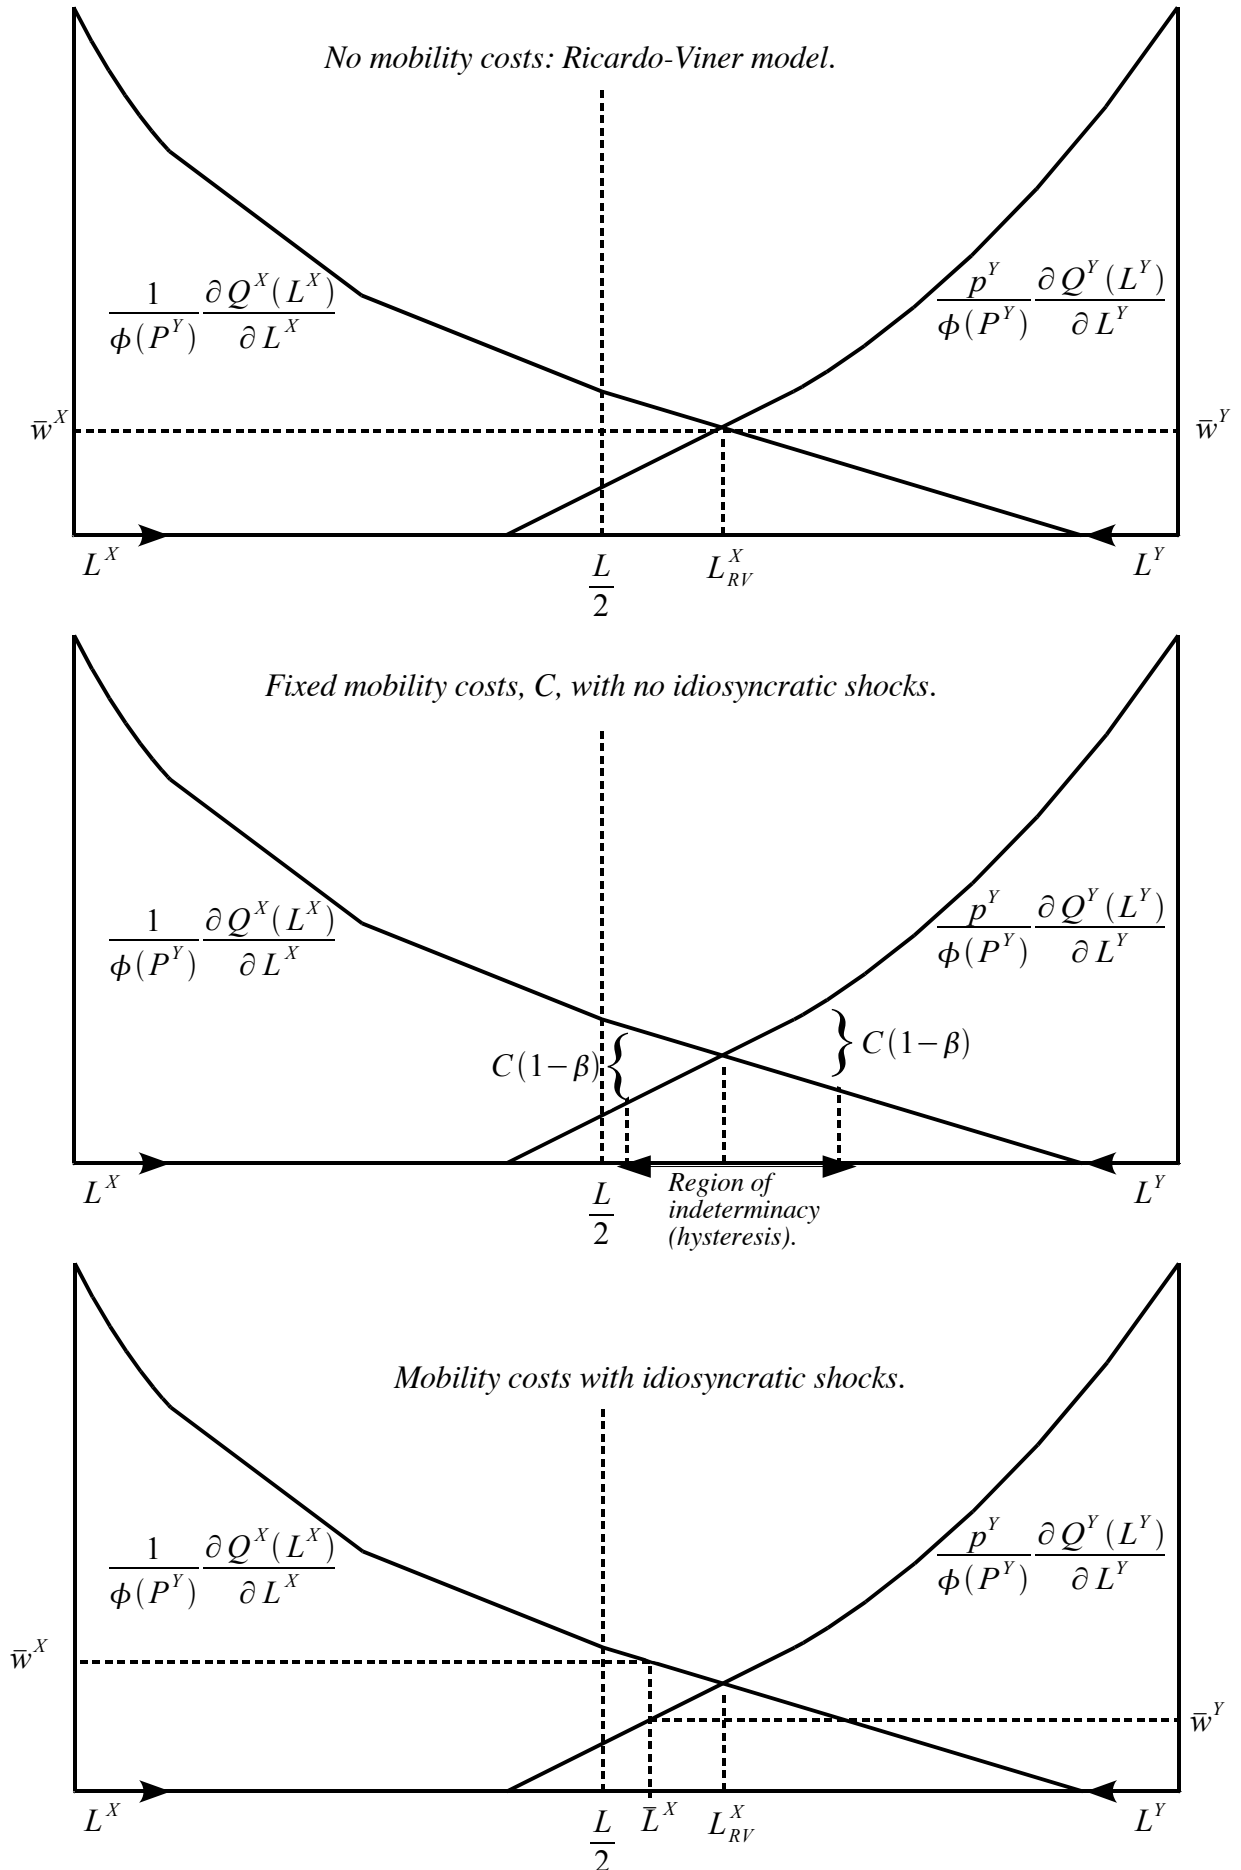 No mobility costs: Ricardo-Viner model.
1/ϕ(P^Y) ∂Q^X(L^X)/∂L^X
p^Y/ϕ(P^Y) ∂Q^Y(L^Y)/∂L^Y
w̄^X
w̄^Y
L^X
L/2
L^X_RV
L^Y
Fixed mobility costs, C, with no idiosyncratic shocks.
1/ϕ(P^Y) ∂Q^X(L^X)/∂L^X
p^Y/ϕ(P^Y) ∂Q^Y(L^Y)/∂L^Y
C(1−β)
C(1−β)
L^X
L/2
Region of
indeterminacy
(hysteresis).
L^Y
Mobility costs with idiosyncratic shocks.
1/ϕ(P^Y) ∂Q^X(L^X)/∂L^X
p^Y/ϕ(P^Y) ∂Q^Y(L^Y)/∂L^Y
w̄^X
w̄^Y
L^X
L/2
L̄^X
L^X_RV
L^Y